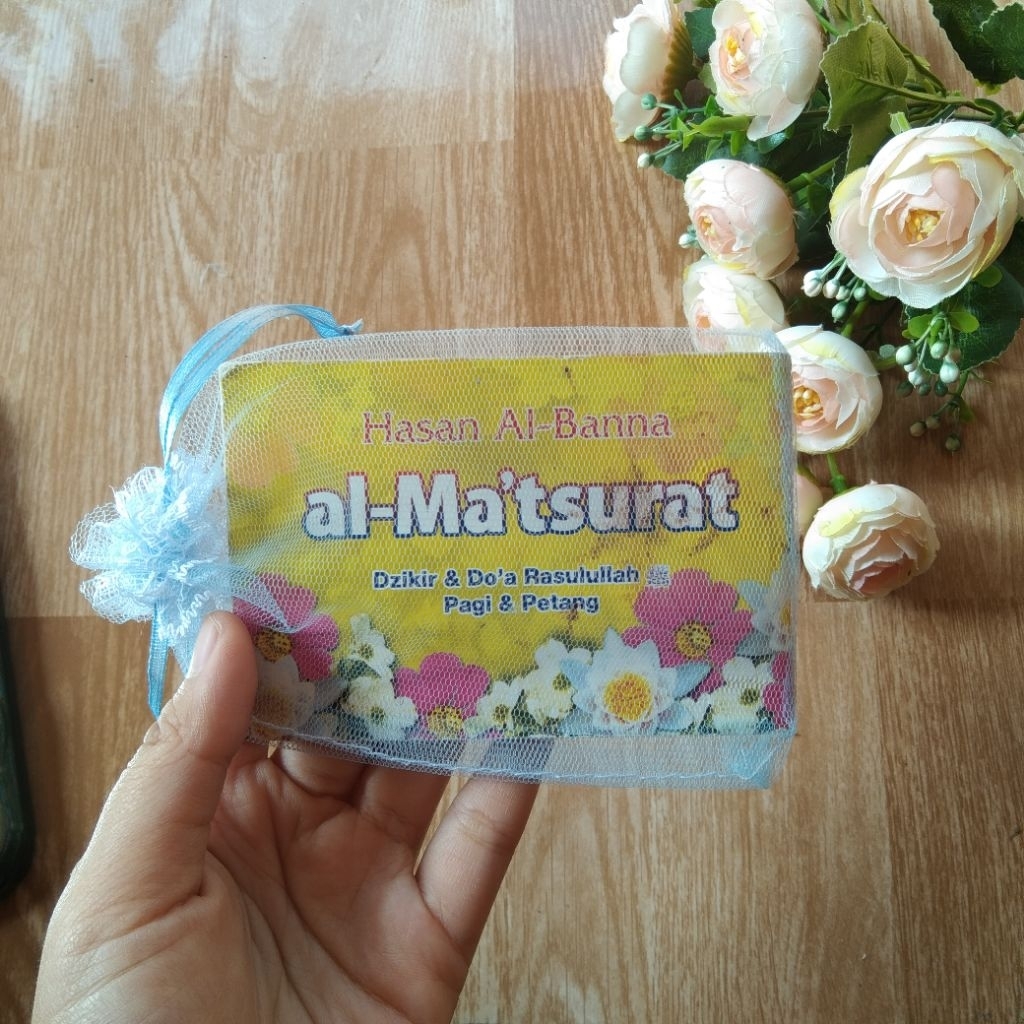 Hasan Al-Banna
al-Ma'tsurat
Dzikir & Do'a Rasulullah ﷺ
Pagi & Petang